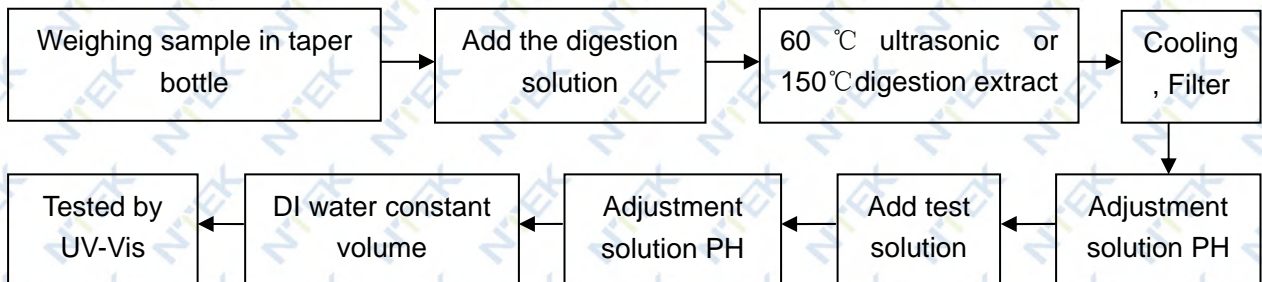 Weighing sample in taper
bottle
Add the digestion
solution
60 ℃ ultrasonic or
150℃digestion extract
Cooling
, Filter
Adjustment
solution PH
Add test
solution
Adjustment
solution PH
DI water constant
volume
Tested by
UV-Vis